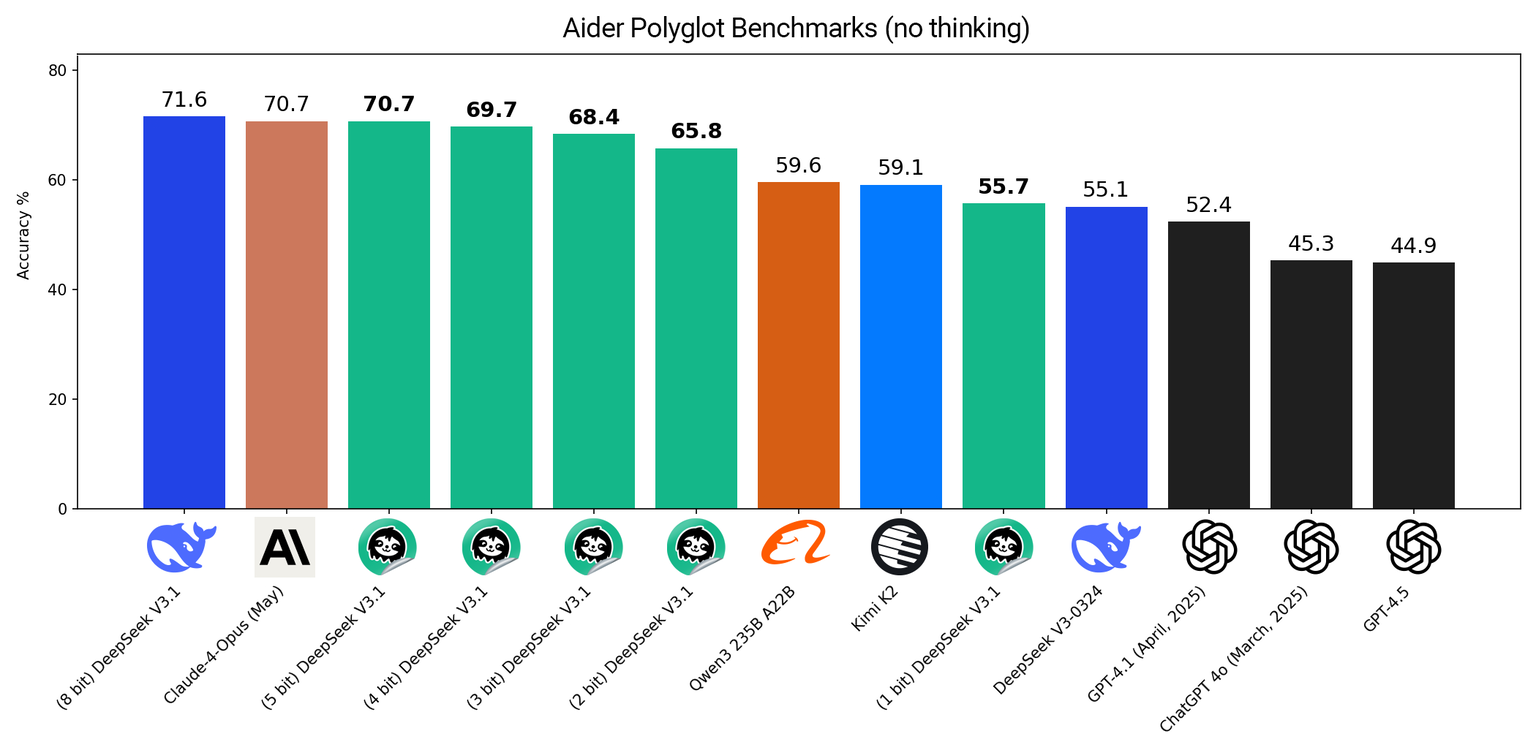 Aider Polyglot Benchmarks (no thinking)
Accuracy %
80
60
40
20
0
71.6
70.7
70.7
69.7
68.4
65.8
59.6
59.1
55.7
55.1
52.4
45.3
44.9
(8 bit) DeepSeek V3.1
Claude-4-Opus (May)
(5 bit) DeepSeek V3.1
(4 bit) DeepSeek V3.1
(3 bit) DeepSeek V3.1
(2 bit) DeepSeek V3.1
Qwen3 235B A22B
Kimi K2
(1 bit) DeepSeek V3.1
DeepSeek V3-0324
GPT-4.1 (April, 2025)
ChatGPT 4o (March, 2025)
GPT-4.5